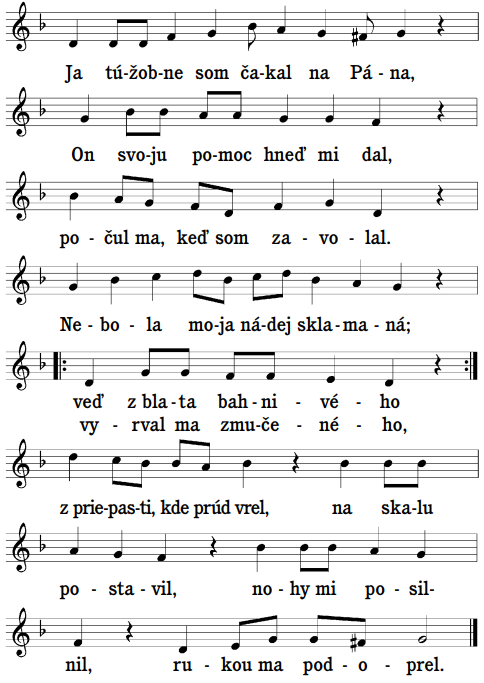 Ja tú-žob-ne som ča-kal na Pá-na,
On svo-ju po-moc hneď mi dal,
po-čul ma, keď som za-vo-lal.
Ne-bo-la mo-ja ná-dej skla-ma-ná;
veď z bla-ta bah-ni-vé-ho
vy-rval ma zmu-če-né-ho,
z prie-pas-ti, kde prúd vrel, na ska-lu
po-sta-vil, no-hy mi po-sil-
nil, ru-kou ma pod-o-prel.